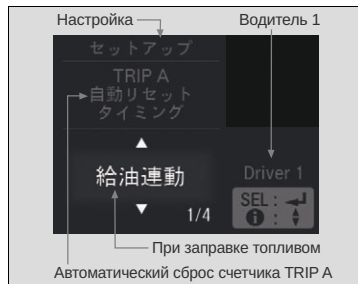 Настройка
Водитель 1
セットアップ
TRIP A
自動リセット
タイミング
給油連動
1/4
Driver 1
SEL :
i :
При заправке топливом
Автоматический сброс счетчика TRIP A